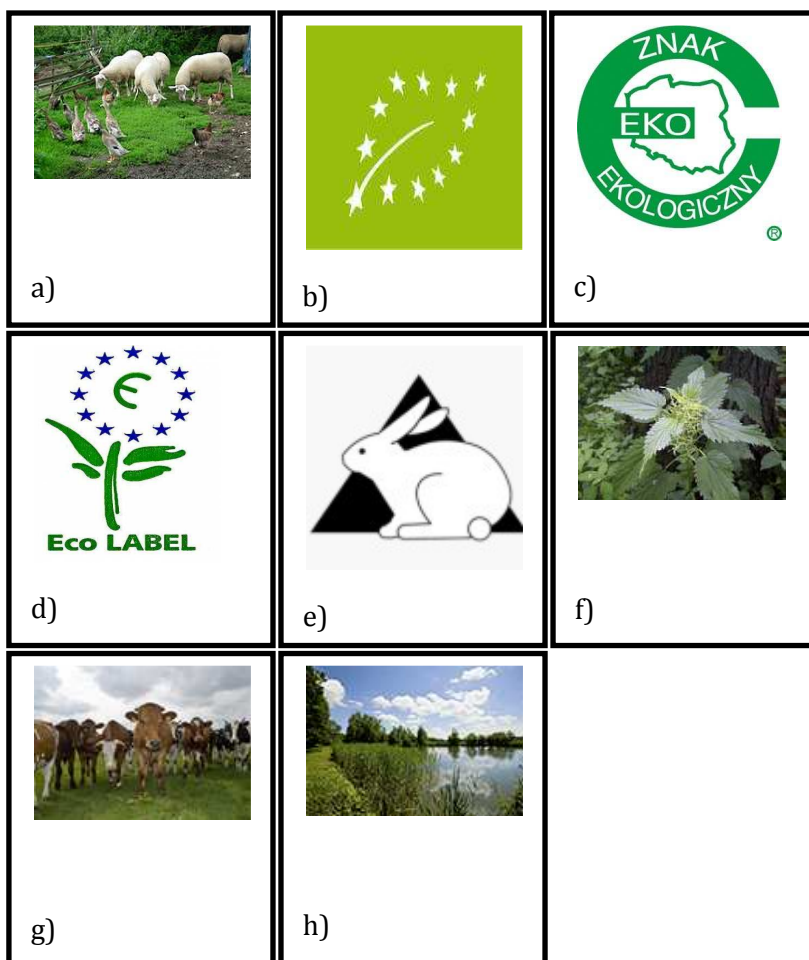 a)
b)
ZNAK
EKO
EKOLOGICZNY
®
c)
Eco LABEL
d)
e)
f)
g)
h)